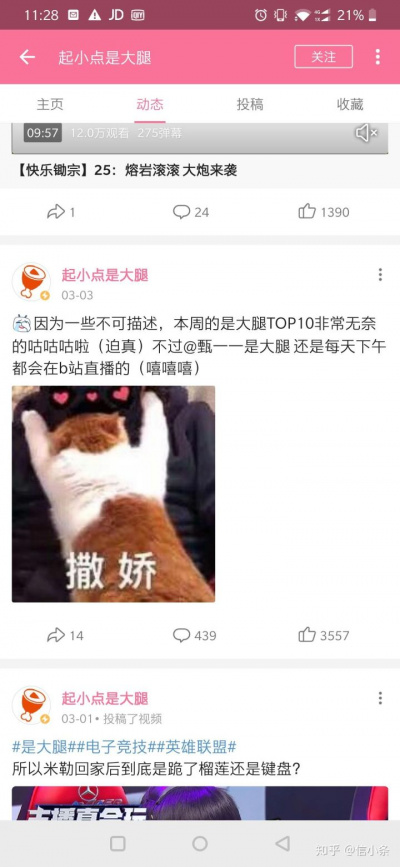 11:28 JD 21%
起小点是大腿 关注
主页 动态 投稿 收藏
09:57 12.0万观看 275弹幕
【快乐锄宗】25：熔岩滚滚 大炮来袭
1 24 1390
起小点是大腿
03-03
因为一些不可描述，本周的是大腿TOP10非常无奈
的咕咕咕啦（迫真）不过@甄一一是大腿 还是每天下午
都会在b站直播的（嘻嘻嘻）
撒 娇
14 439 3557
起小点是大腿
03-01 • 投稿了视频
#是大腿##电子竞技##英雄联盟#
所以米勒回家后到底是跪了榴莲还是键盘?
知乎 @信小条